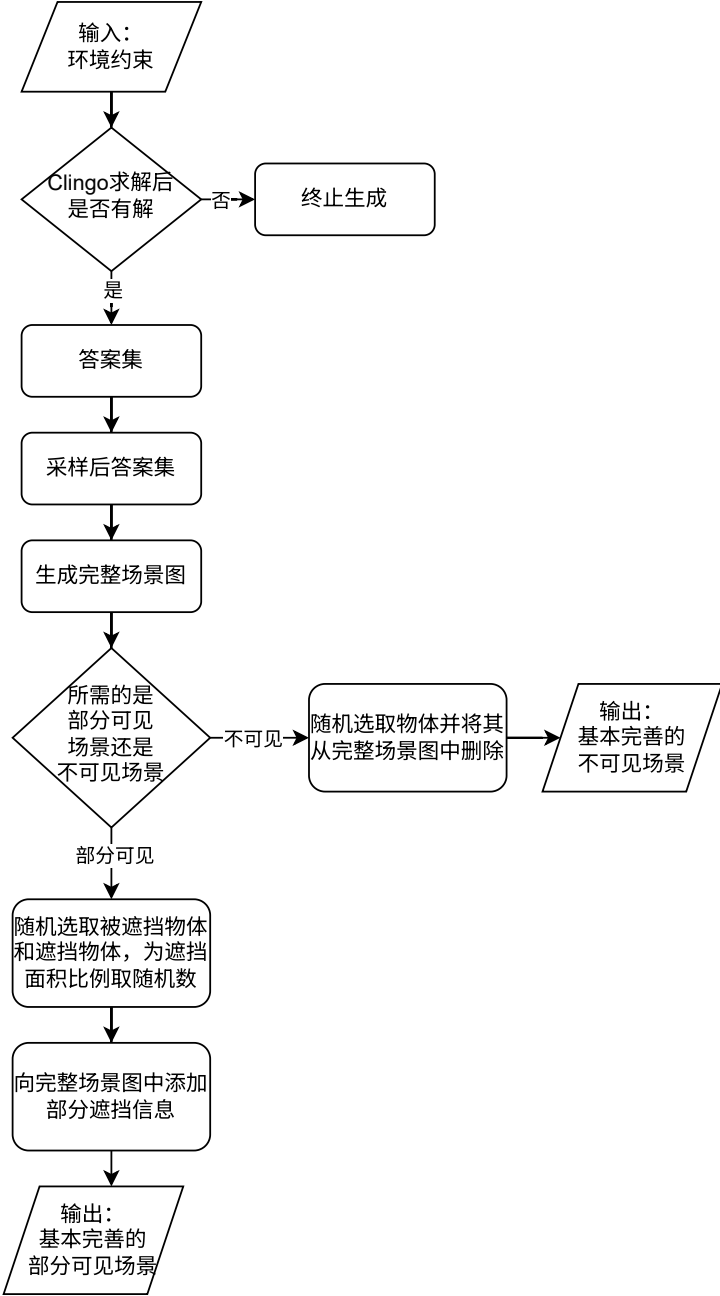 输入：
环境约束
Clingo求解后
是否有解
否
终止生成
是
答案集
采样后答案集
生成完整场景图
所需的是
部分可见
场景还是
不可见场景
不可见
随机选取物体并将其
从完整场景图中删除
输出：
基本完善的
不可见场景
部分可见
随机选取被遮挡物体
和遮挡物体，为遮挡
面积比例取随机数
向完整场景图中添加
部分遮挡信息
输出：
基本完善的
部分可见场景